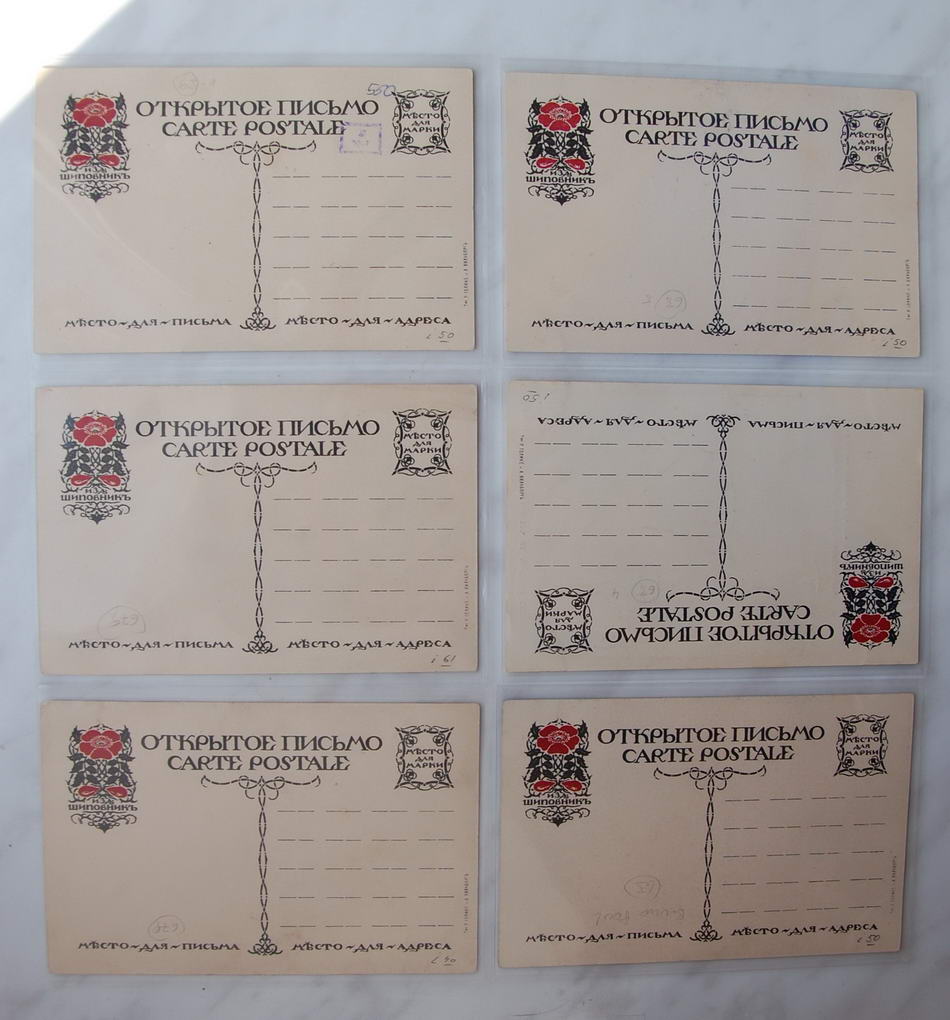 ОТКРЫТОЕ ПИСЬМО
CARTE POSTALE
МѢСТО
ДЛЯ
МАРКИ
ИЗД.
ШИПОВНИКЪ
МѢСТО~ДЛЯ~ПИСЬМА МѢСТО~ДЛЯ~АДРЕСА
50
ОТКРЫТОЕ ПИСЬМО
CARTE POSTALE
МѢСТО
ДЛЯ
МАРКИ
ИЗД.
ШИПОВНИКЪ
МѢСТО~ДЛЯ~ПИСЬМА МѢСТО~ДЛЯ~АДРЕСА
ОТКРЫТОЕ ПИСЬМО
CARTE POSTALE
МѢСТО
ДЛЯ
МАРКИ
ИЗД.
ШИПОВНИКЪ
МѢСТО~ДЛЯ~ПИСЬМА МѢСТО~ДЛЯ~АДРЕСА
ОТКРЫТОЕ ПИСЬМО
CARTE POSTALE
МѢСТО
ДЛЯ
МАРКИ
ИЗД.
ШИПОВНИКЪ
МѢСТО~ДЛЯ~ПИСЬМА МѢСТО~ДЛЯ~АДРЕСА
ОТКРЫТОЕ ПИСЬМО
CARTE POSTALE
МѢСТО
ДЛЯ
МАРКИ
ИЗД.
ШИПОВНИКЪ
МѢСТО~ДЛЯ~ПИСЬМА МѢСТО~ДЛЯ~АДРЕСА
ОТКРЫТОЕ ПИСЬМО
CARTE POSTALE
МѢСТО
ДЛЯ
МАРКИ
ИЗД.
ШИПОВНИКЪ
МѢСТО~ДЛЯ~ПИСЬМА МѢСТО~ДЛЯ~АДРЕСА